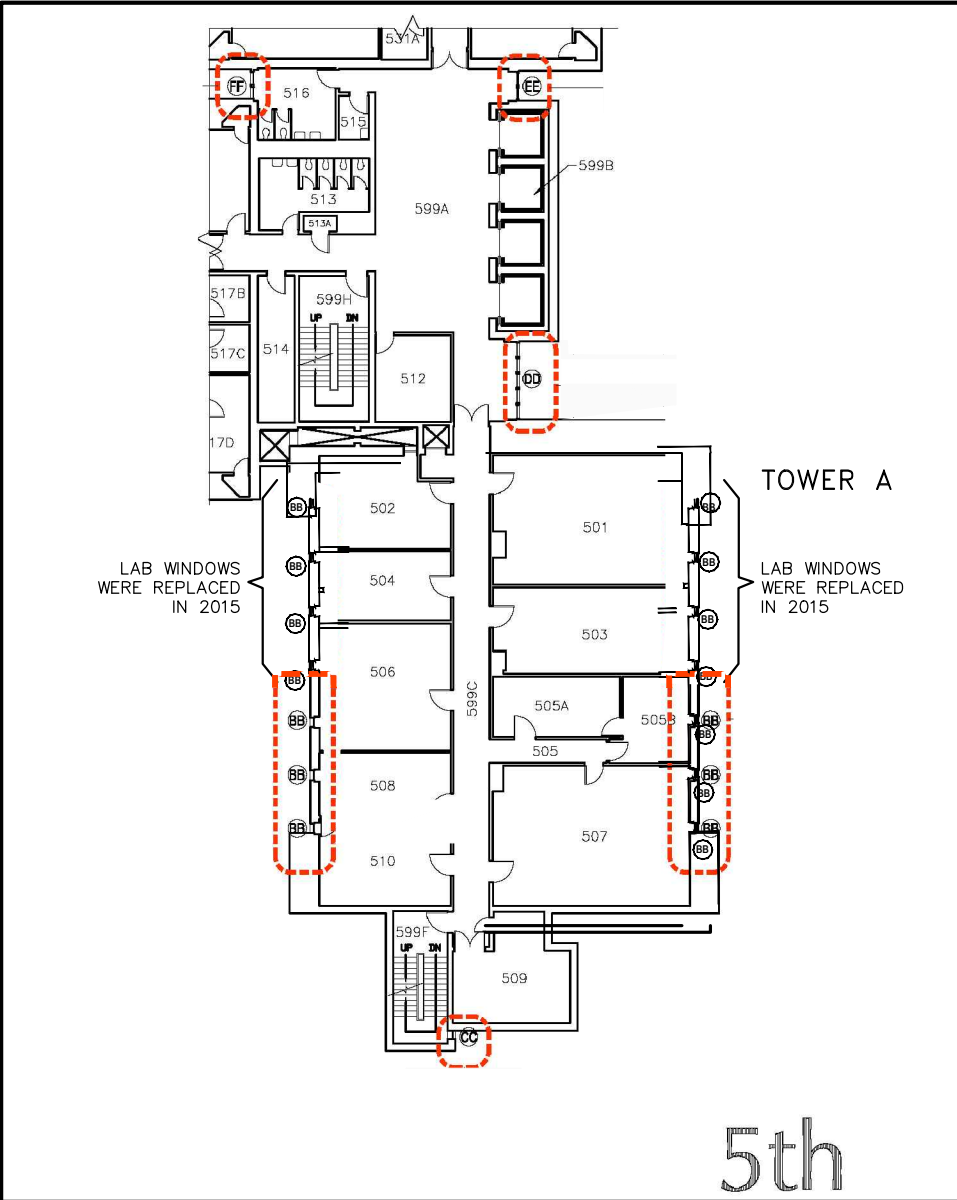 531A
FF
516
EE
515
599B
513
599A
513A
517B
599H
UP DN
517C
514
512
DD
17D
TOWER A
502
BB
BB
501
LAB WINDOWS
WERE REPLACED
IN 2015
BB
504
BB
LAB WINDOWS
WERE REPLACED
IN 2015
BB
503
BB
506
BB
599C
BB
505A
505B
BB
BB
505
BB
BB
508
BB
BB
BB
507
BB
BB
510
BB
599F
UP DN
509
CC
5th